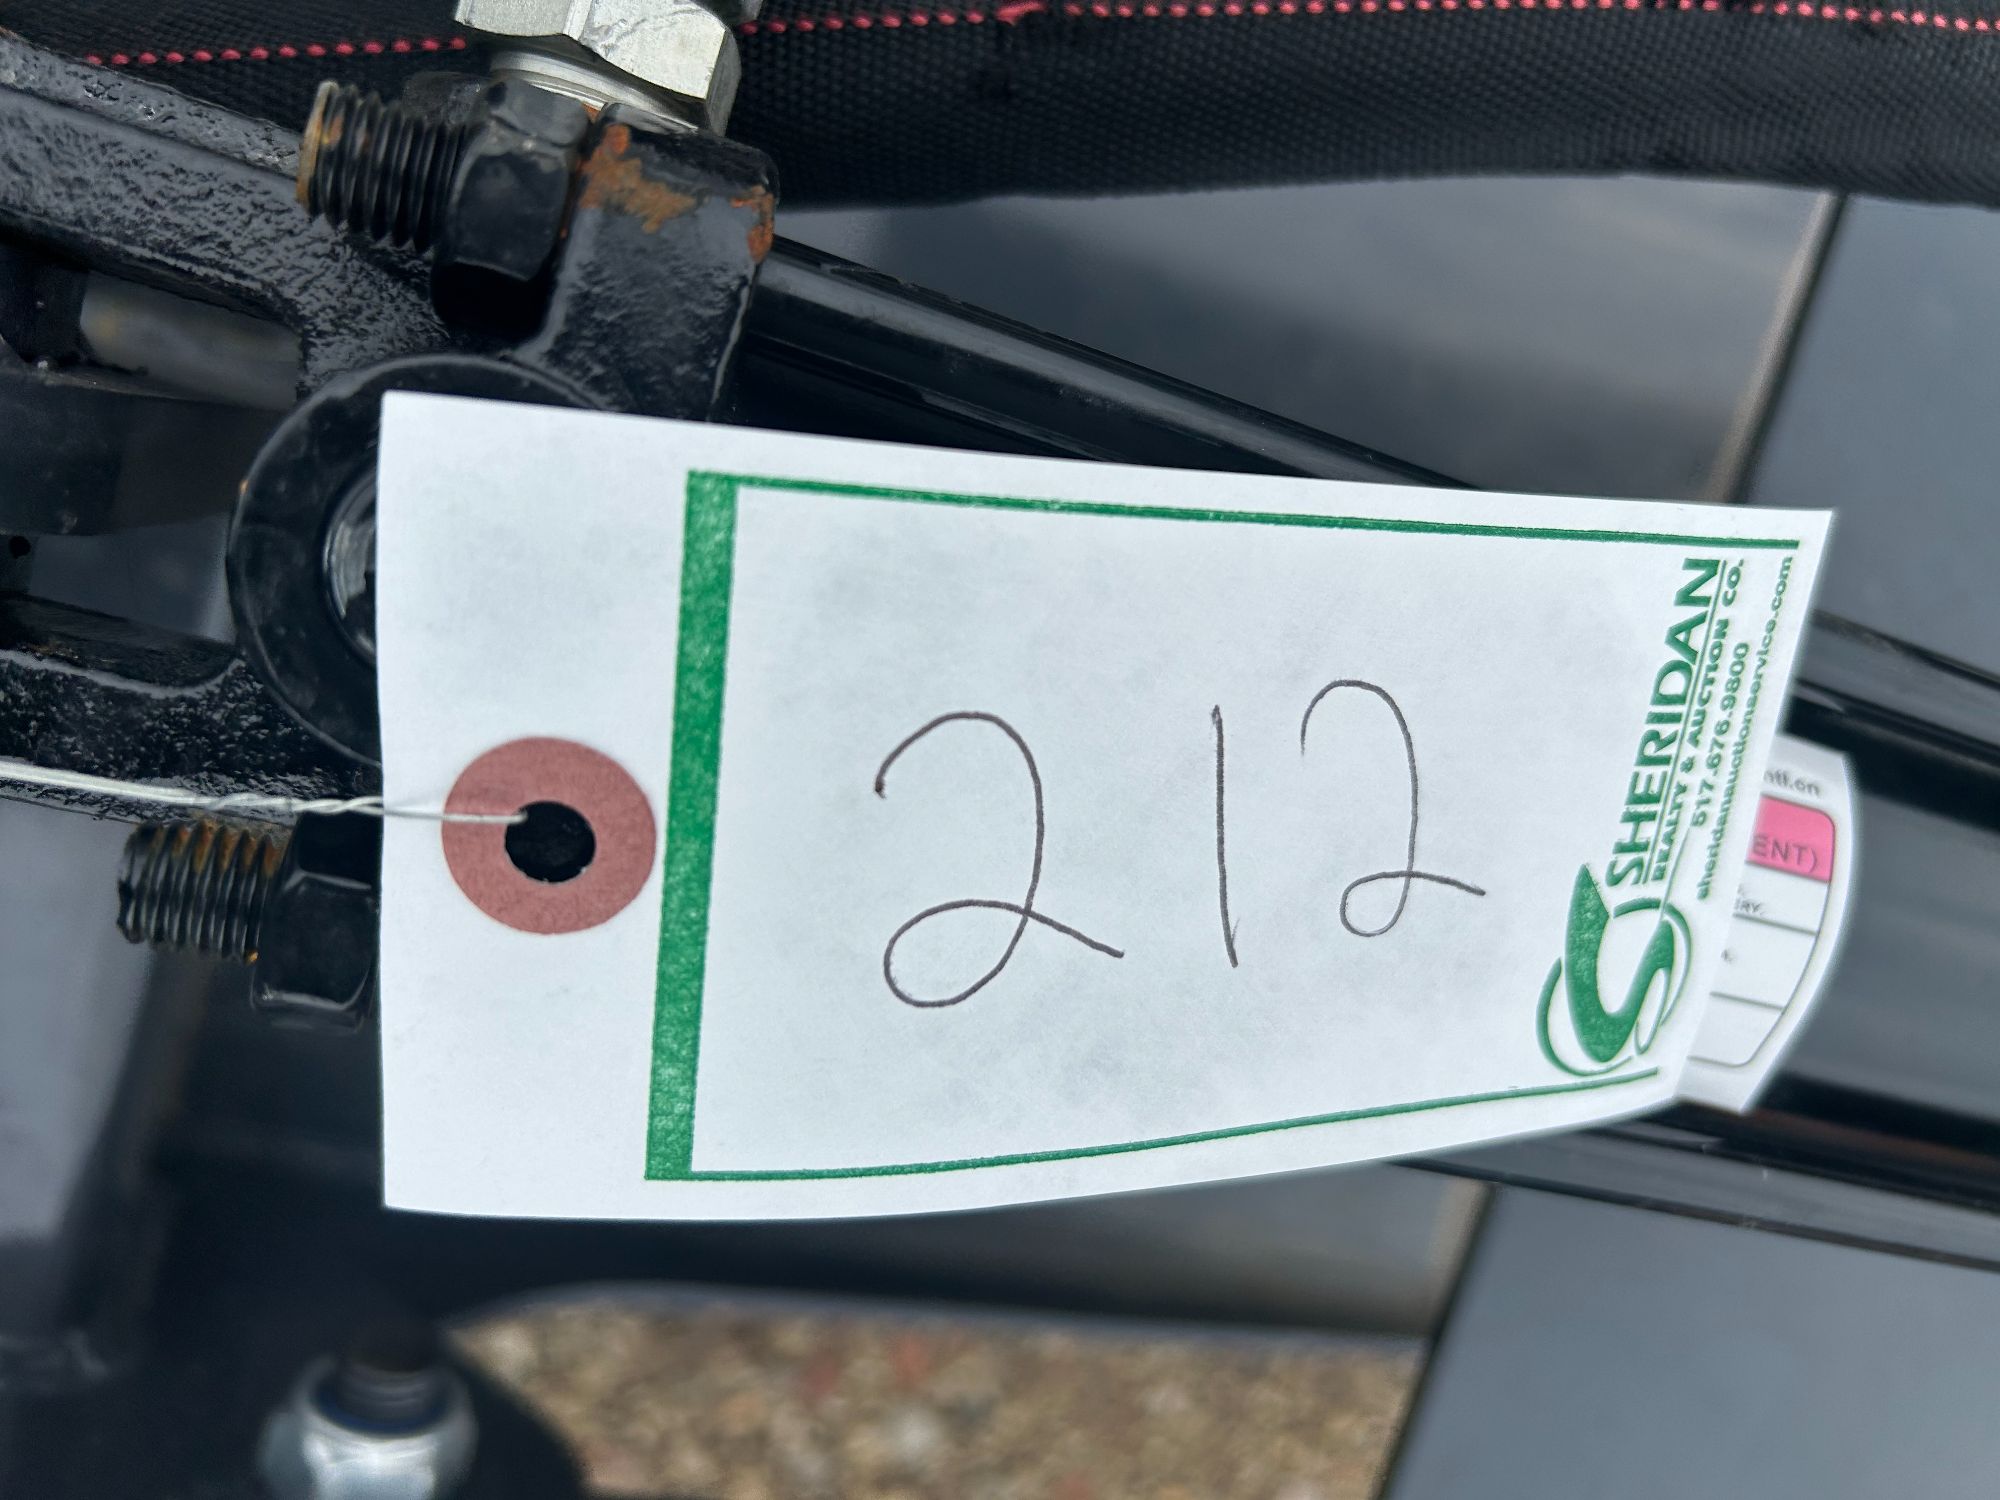 212
SHERIDAN
REALTY & AUCTION CO.
517.676.9800
sheridanauctionservice.com
ENT)